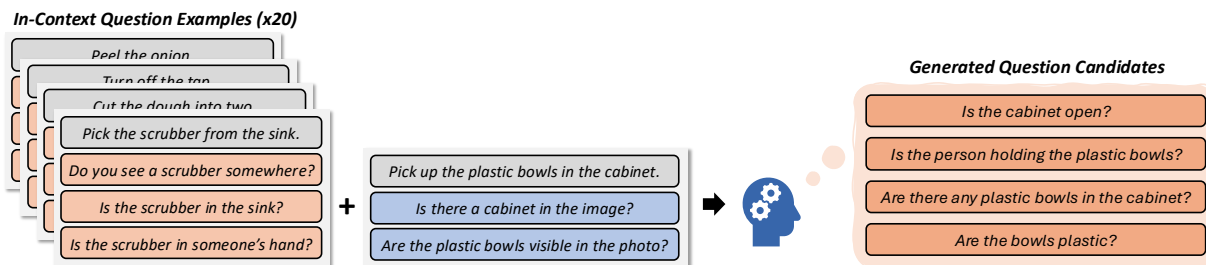 In-Context Question Examples (x20)
Peel the onion
Turn off the tap
Cut the dough into two
Pick the scrubber from the sink.
Do you see a scrubber somewhere?
Is the scrubber in the sink?
Is the scrubber in someone's hand?
+
Pick up the plastic bowls in the cabinet.
Is there a cabinet in the image?
Are the plastic bowls visible in the photo?
Generated Question Candidates
Is the cabinet open?
Is the person holding the plastic bowls?
Are there any plastic bowls in the cabinet?
Are the bowls plastic?